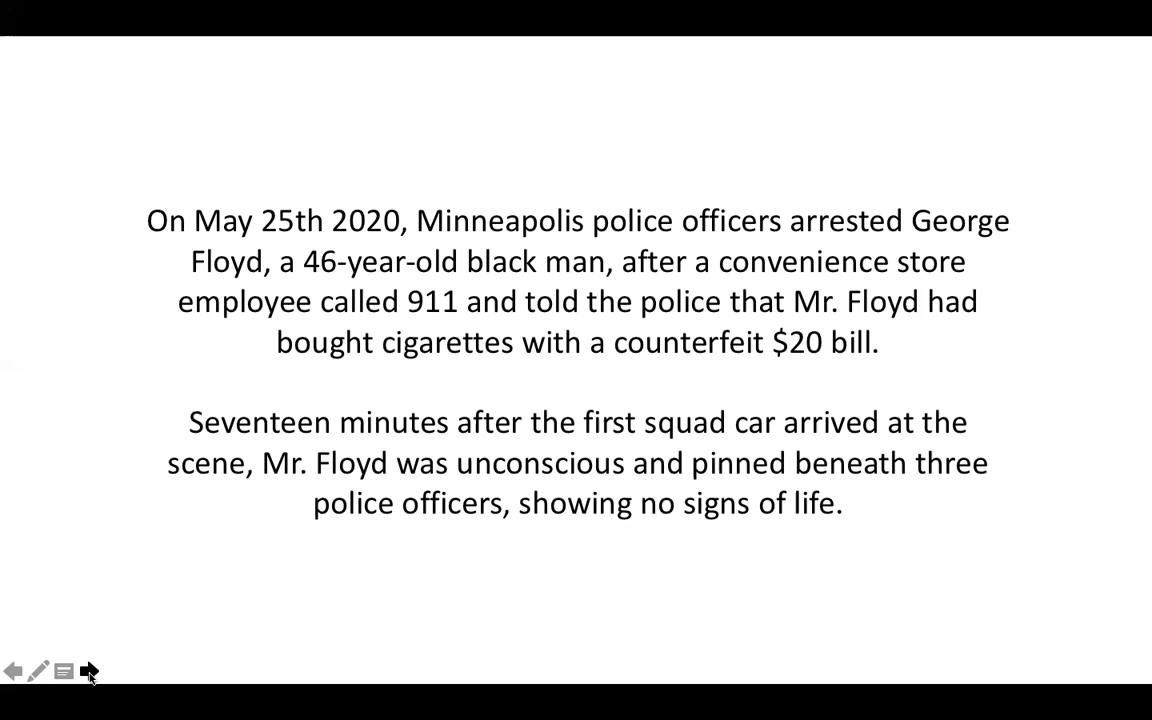 On May 25th 2020, Minneapolis police officers arrested George
Floyd, a 46-year-old black man, after a convenience store
employee called 911 and told the police that Mr. Floyd had
bought cigarettes with a counterfeit $20 bill.
Seventeen minutes after the first squad car arrived at the
scene, Mr. Floyd was unconscious and pinned beneath three
police officers, showing no signs of life.